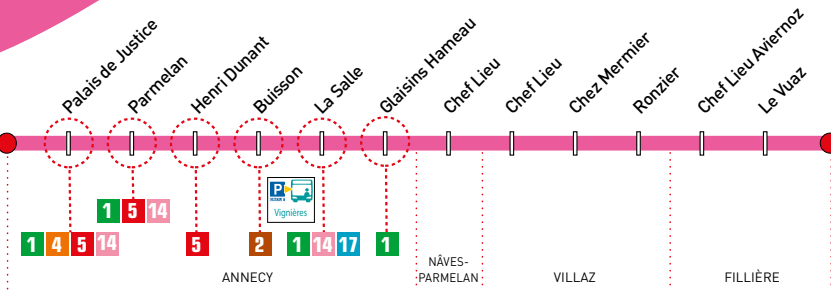 Palais de Justice
Parmelan
Henri Dunant
Buisson
La Salle
Glaisins Hameau
Chef Lieu
Chef Lieu
Chez Mermier
Ronzier
Chef Lieu Aviernoz
Le Vuaz
P
Vignières
1 5 14
1 4 5 14
5
2
1 14 17
1
ANNECY
NÂVES-
PARMELAN
VILLAZ
FILLIÈRE